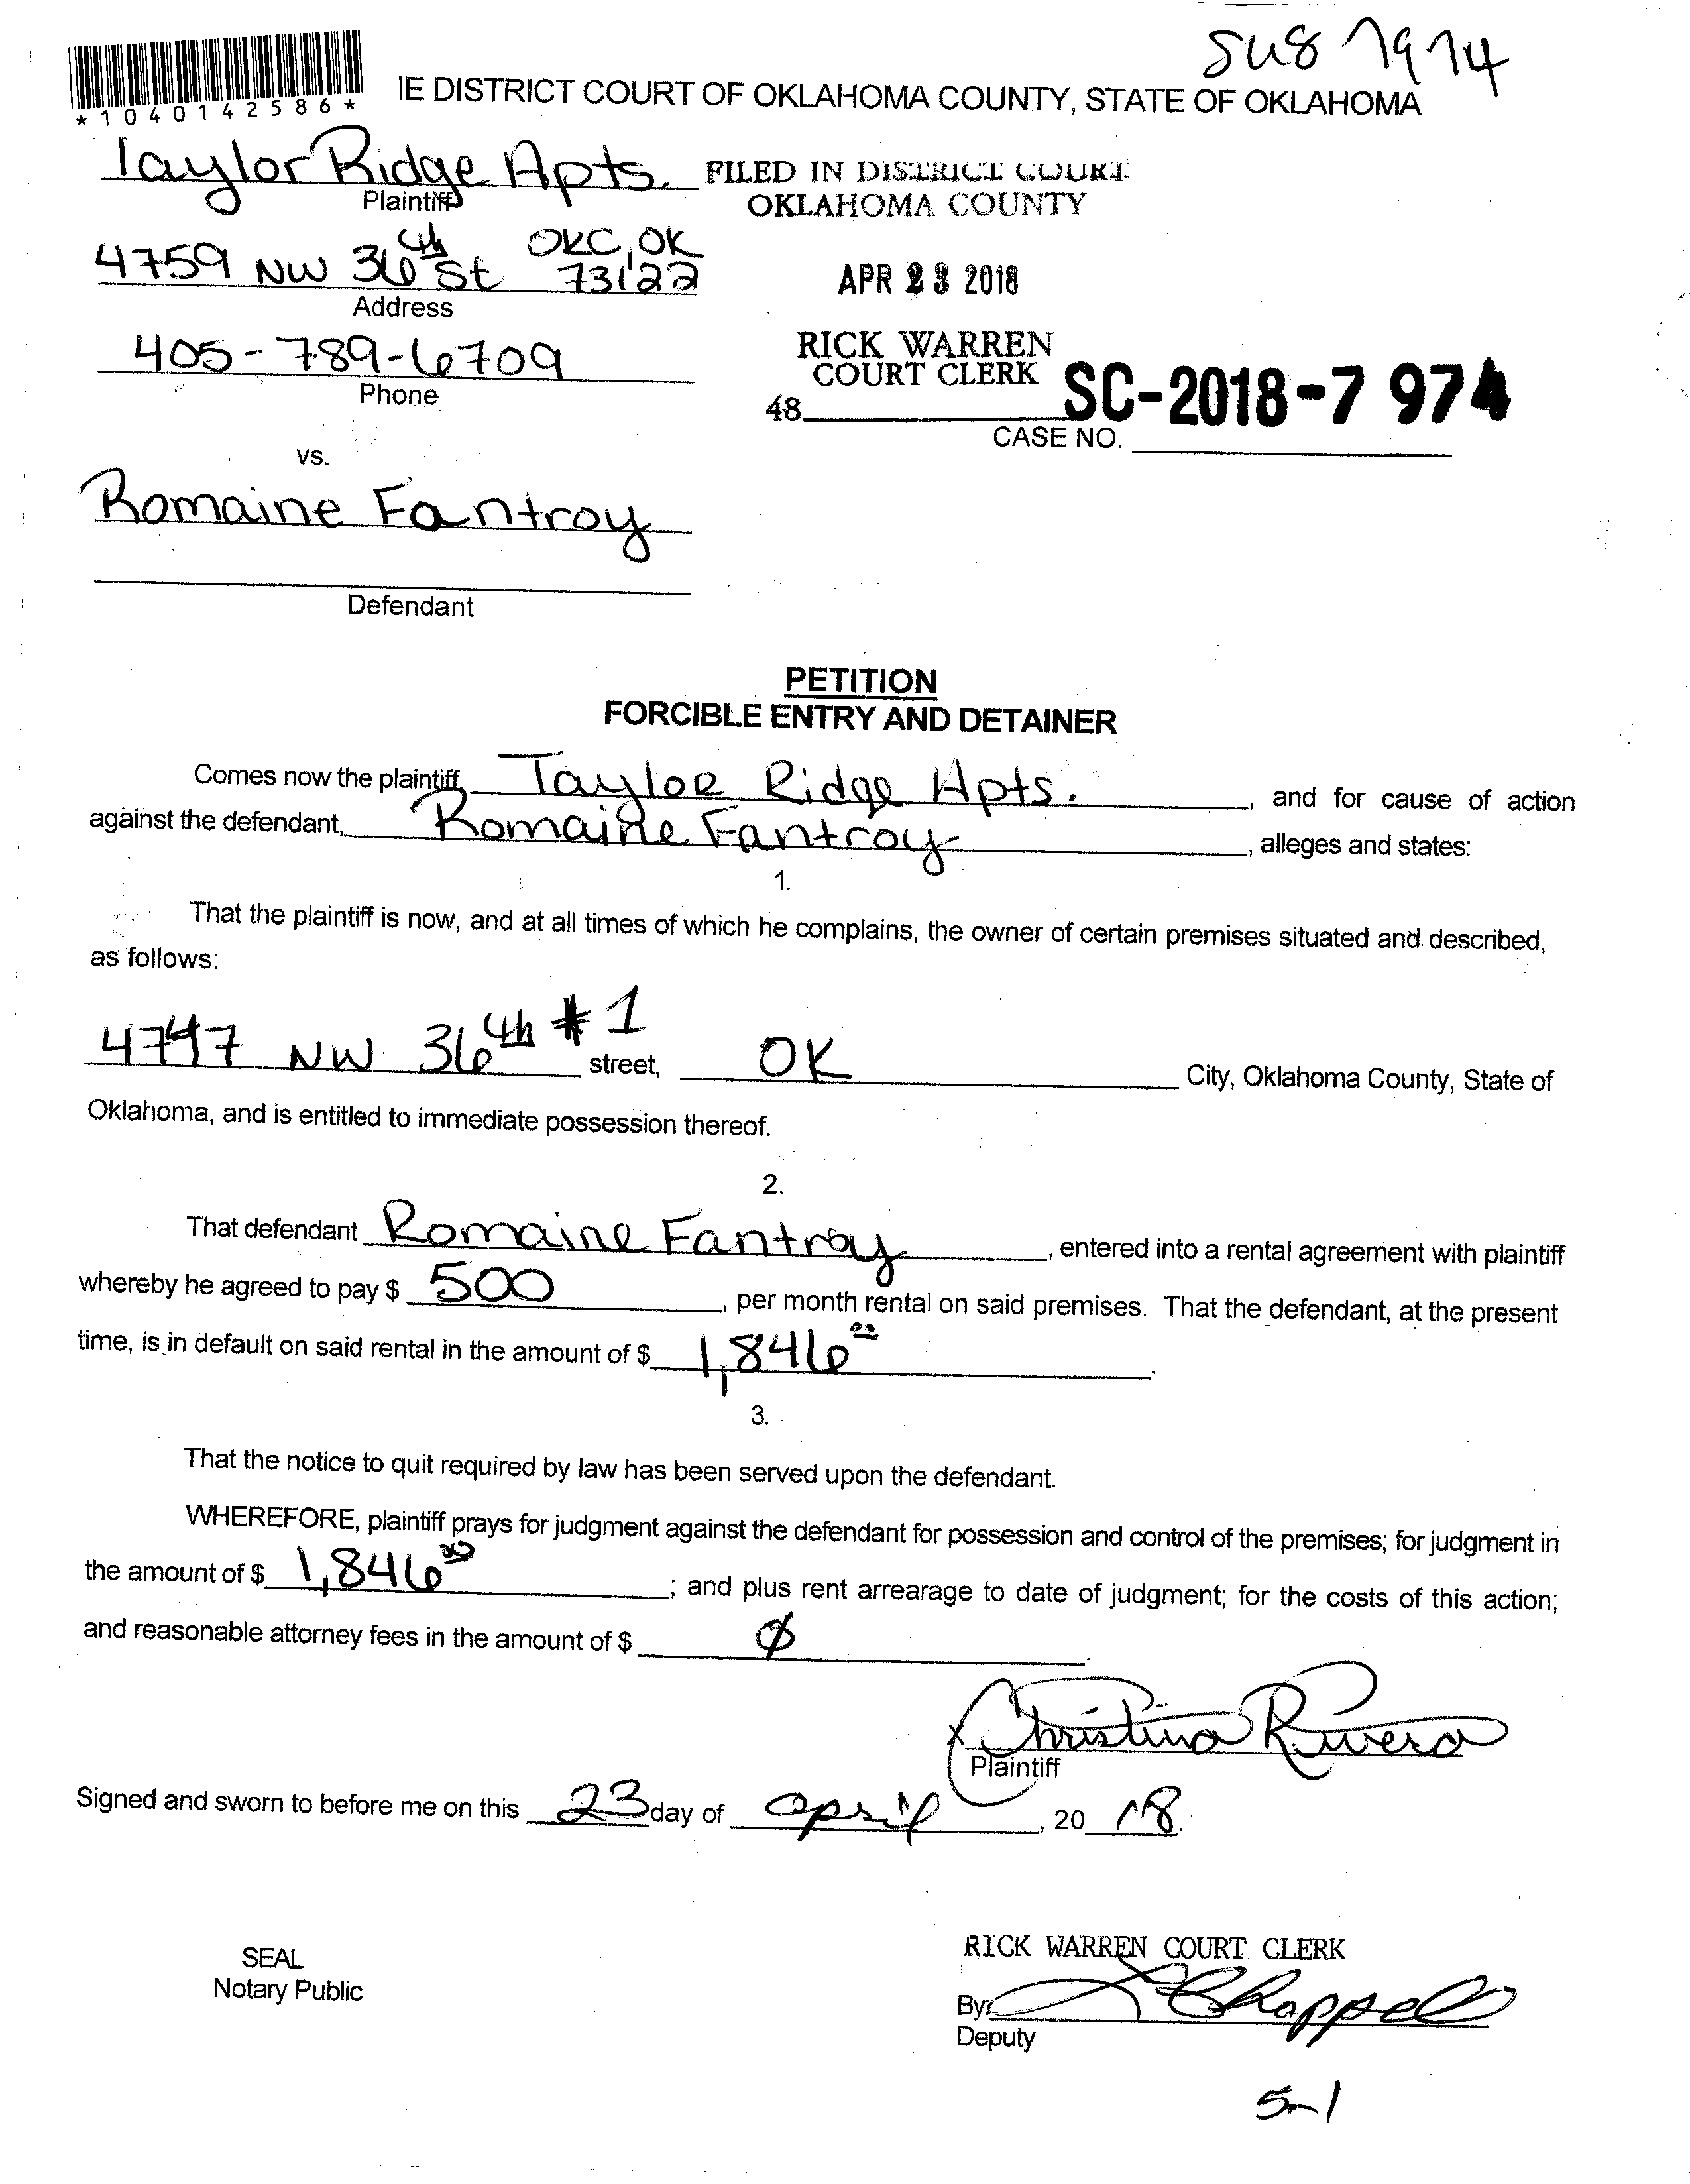 SC18 7974
*1040142586*
IE DISTRICT COURT OF OKLAHOMA COUNTY, STATE OF OKLAHOMA
Taylor Ridge Apts.
Plaintiff
FILED IN DISTRICT COURT
OKLAHOMA COUNTY
4759 NW 36th St OKC, OK 73122
Address
APR 23 2018
405-789-6709
Phone
RICK WARREN
COURT CLERK
48
SC-2018-7 974
CASE NO.
vs.
Romaine Fantroy
Defendant
PETITION
FORCIBLE ENTRY AND DETAINER
Comes now the plaintiff, Taylor Ridge Apts., and for cause of action
against the defendant, Romaine Fantroy, alleges and states:
1.
That the plaintiff is now, and at all times of which he complains, the owner of certain premises situated and described,
as follows:
4747 NW 36th #1 street, OK City, Oklahoma County, State of
Oklahoma, and is entitled to immediate possession thereof.
2.
That defendant Romaine Fantroy, entered into a rental agreement with plaintiff
whereby he agreed to pay $ 500, per month rental on said premises. That the defendant, at the present
time, is in default on said rental in the amount of $ 1,846.00.
3.
That the notice to quit required by law has been served upon the defendant.
WHEREFORE, plaintiff prays for judgment against the defendant for possession and control of the premises; for judgment in
the amount of $ 1,846 00; and plus rent arrearage to date of judgment; for the costs of this action;
and reasonable attorney fees in the amount of $ Ø.
x Christina Rivera
Plaintiff
Signed and sworn to before me on this 23 day of april, 20 18.
SEAL
Notary Public
RICK WARREN COURT CLERK
By: Chappell
Deputy
5-1